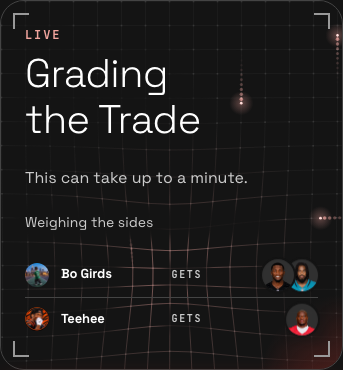 LIVE
Grading
the Trade
This can take up to a minute.
Weighing the sides
Bo Girds GETS
Teehee GETS